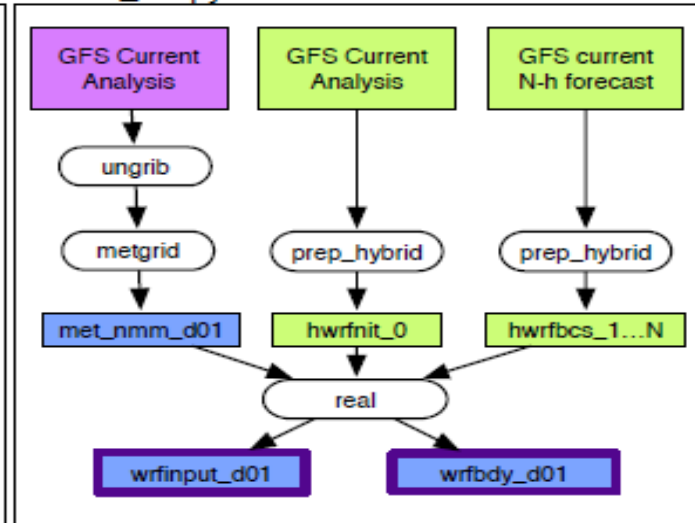 GFS Current
Analysis
GFS Current
Analysis
GFS current
N-h forecast
ungrib
metgrid
prep_hybrid
prep_hybrid
met_nmm_d01
hwrfnit_0
hwrfbcs_1...N
real
wrfinput_d01
wrfbdy_d01